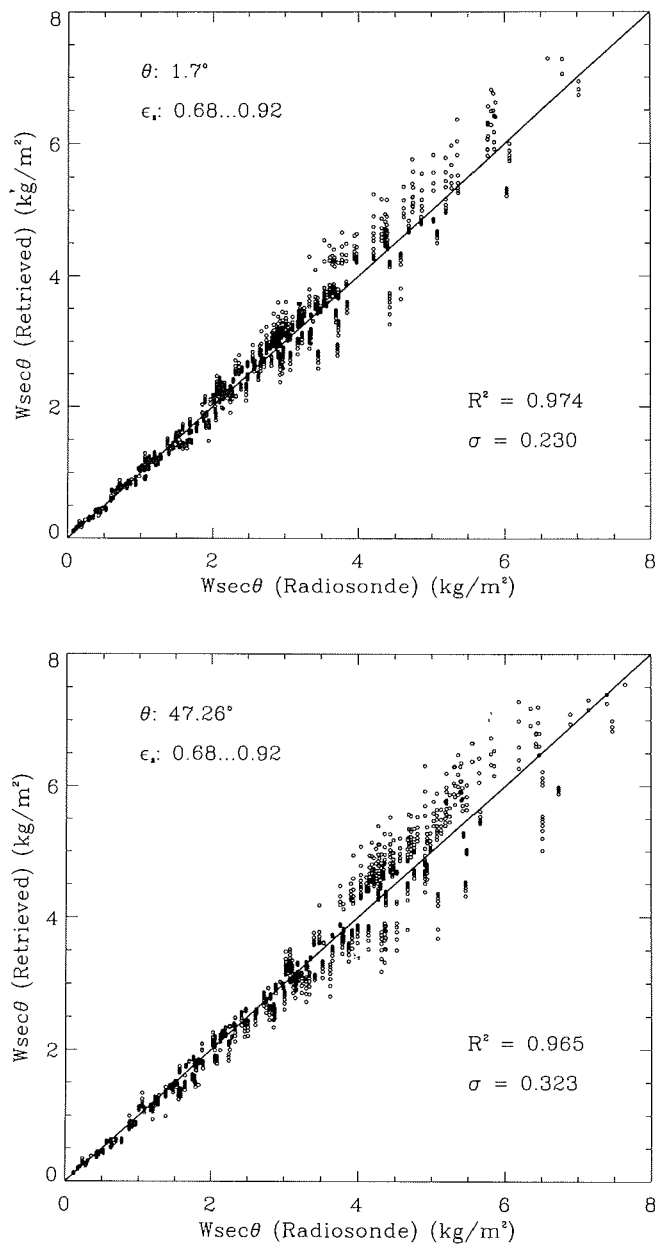 8
6
4
2
0
Wsecθ (Retrieved) (kg/m²)
θ: 1.7°
ϵₛ: 0.68...0.92
R² = 0.974
σ = 0.230
0 2 4 6 8
Wsecθ (Radiosonde) (kg/m²)
8
6
4
2
0
Wsecθ (Retrieved) (kg/m²)
θ: 47.26°
ϵₛ: 0.68...0.92
R² = 0.965
σ = 0.323
0 2 4 6 8
Wsecθ (Radiosonde) (kg/m²)